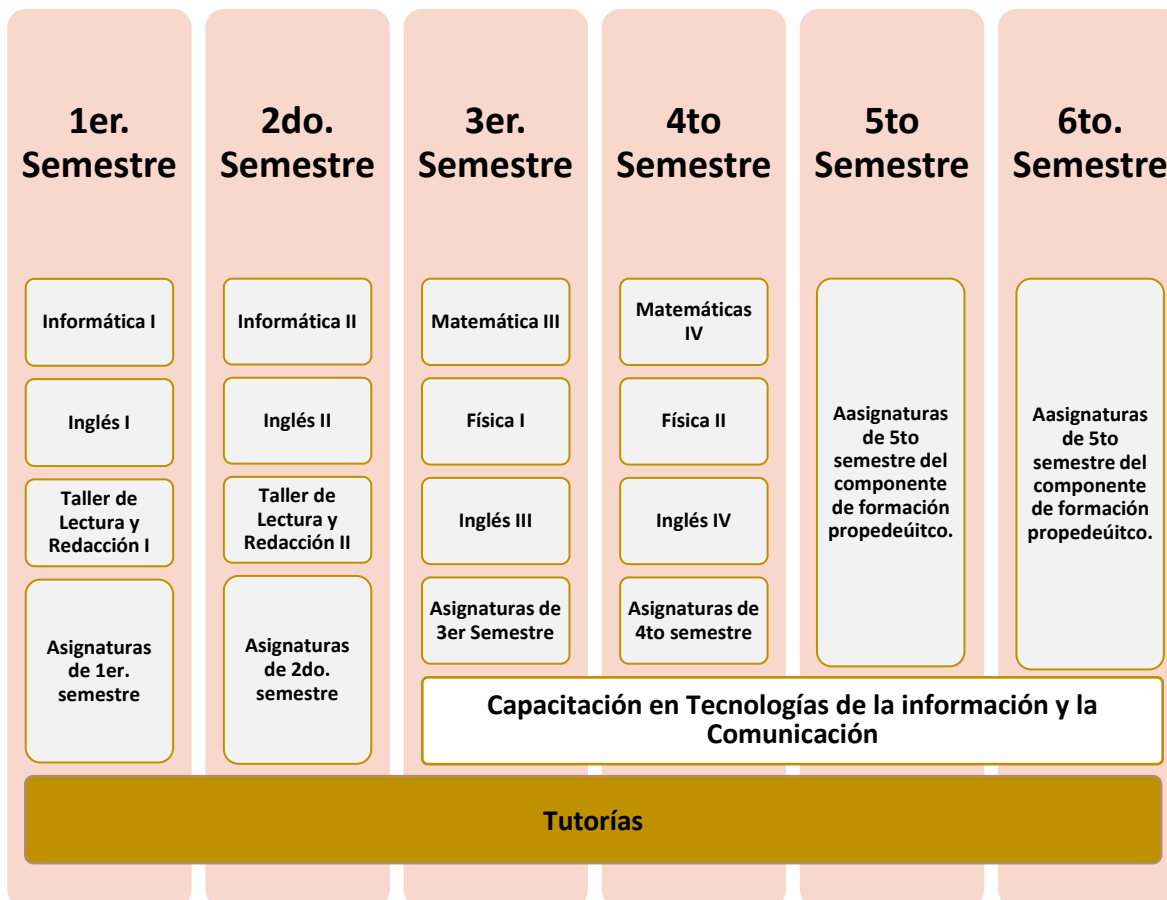 1er.
Semestre
2do.
Semestre
3er.
Semestre
4to
Semestre
5to
Semestre
6to.
Semestre
Informática I
Inglés I
Taller de
Lectura y
Redacción I
Asignaturas
de 1er.
semestre
Informática II
Inglés II
Taller de
Lectura y
Redacción II
Asignaturas
de 2do.
semestre
Matemática III
Física I
Inglés III
Asignaturas de
3er Semestre
Matemáticas
IV
Física II
Inglés IV
Asignaturas de
4to semestre
Aasignaturas
de 5to
semestre del
componente
de formación
propedeúitco.
Aasignaturas
de 5to
semestre del
componente
de formación
propedeúitco.
Capacitación en Tecnologías de la información y la
Comunicación
Tutorías